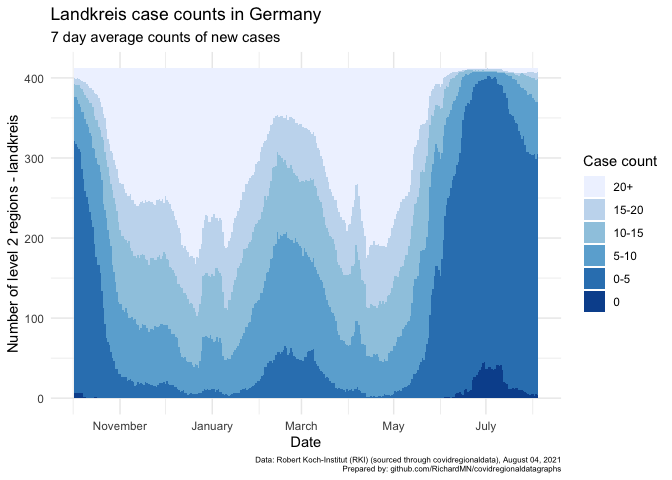 Landkreis case counts in Germany
7 day average counts of new cases
Number of level 2 regions - landkreis
400
300
200
100
0
November
January
March
May
July
Date
Case count
20+
15-20
10-15
5-10
0-5
0
Data: Robert Koch-Institut (RKI) (sourced through covidregionaldata), August 04, 2021
Prepared by: github.com/RichardMN/covidregionaldatagraphs